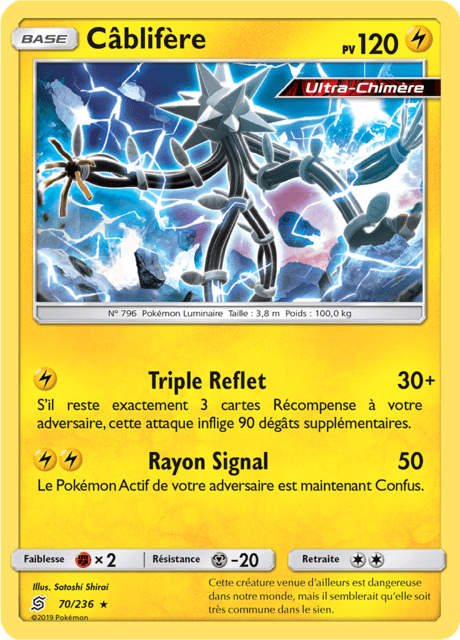 BASE Câblifère PV 120
Ultra-Chimère
N° 796 Pokémon Luminaire Taille : 3,8 m Poids : 100,0 kg
Triple Reflet 30+
S'il reste exactement 3 cartes Récompense à votre
adversaire, cette attaque inflige 90 dégâts supplémentaires.
Rayon Signal 50
Le Pokémon Actif de votre adversaire est maintenant Confus.
Faiblesse × 2 Résistance -20 Retraite
Illus. Satoshi Shirai
70/236 ★
©2019 Pokémon
Cette créature venue d'ailleurs est dangereuse
dans notre monde, mais il semblerait qu'elle soit
très commune dans le sien.